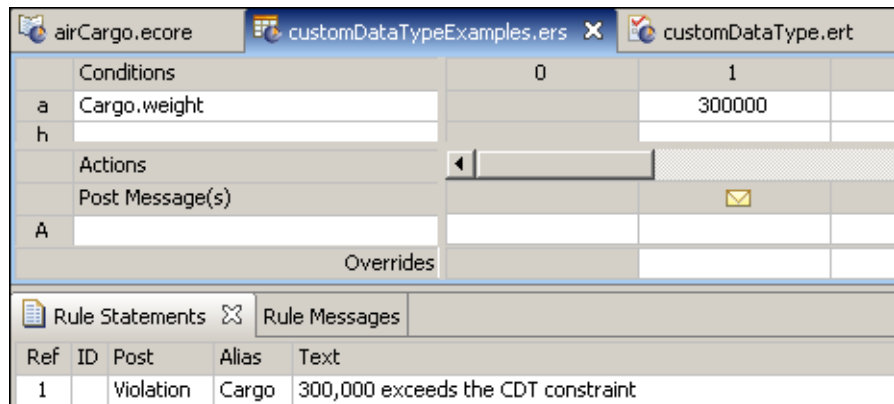 airCargo.ecore customDataTypeExamples.ers customDataType.ert
Conditions 0 1
a Cargo.weight 300000
h
Actions
Post Message(s)
A
Overrides
Rule Statements Rule Messages
Ref ID Post Alias Text
1 Violation Cargo 300,000 exceeds the CDT constraint